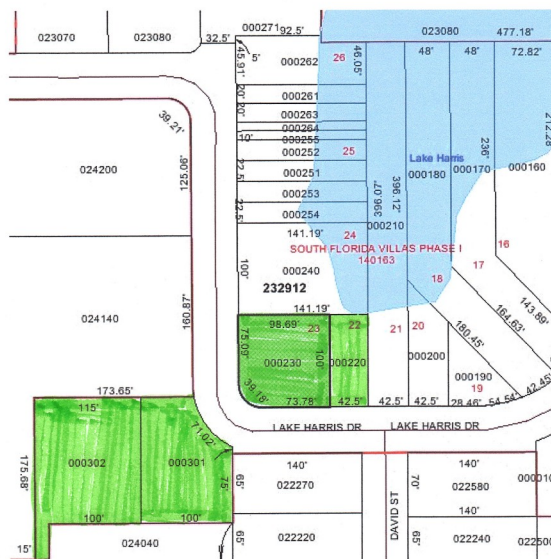 000271 92.5'
023070 023080 32.5' 023080 477.18'
5' 26 48' 48' 72.82'
45.91' 000262 46.05'
20' 000261
20' 000263
39.21' 000264
10' 000255 212.28'
000252 25 236'
Lake Harris
024200 125.06' 22.5' 000251 000180 000170 000160
396.12'
000253 366.07'
22.5' 000254 000210
141.19' 24 16
SOUTH FLORIDA VILLAS PHASE I
140163 17
100' 000240 18
232912 143.89'
141.19' 164.63'
024140 160.87' 98.69' 23 22 21 20 180.45'
75.09' 000230 100' 000220 000200
000190
39.18' 19 42.45'
173.65' 73.78' 42.5' 42.5' 42.5' 28.46' 54.54'
115' LAKE HARRIS DR LAKE HARRIS DR
71.02'
175.68' 000302 000301 140' 140'
75' 65' 022270 70' 022580 000010
DAVID ST
100' 100' 140'
15' 024040 65' 022220 65' 022240 022500